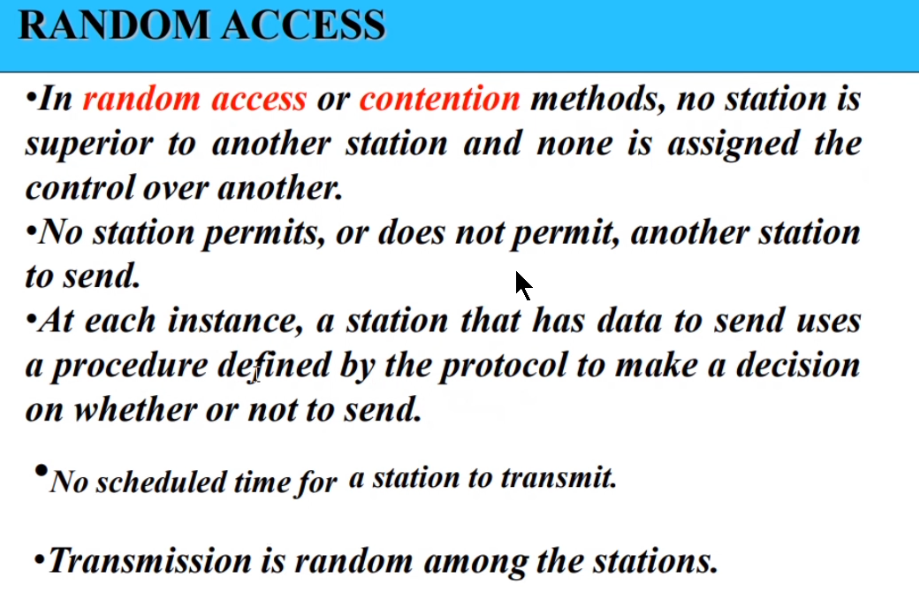 RANDOM ACCESS
•In random access or contention methods, no station is
superior to another station and none is assigned the
control over another.
•No station permits, or does not permit, another station
to send.
•At each instance, a station that has data to send uses
a procedure defined by the protocol to make a decision
on whether or not to send.
•No scheduled time for a station to transmit.
•Transmission is random among the stations.